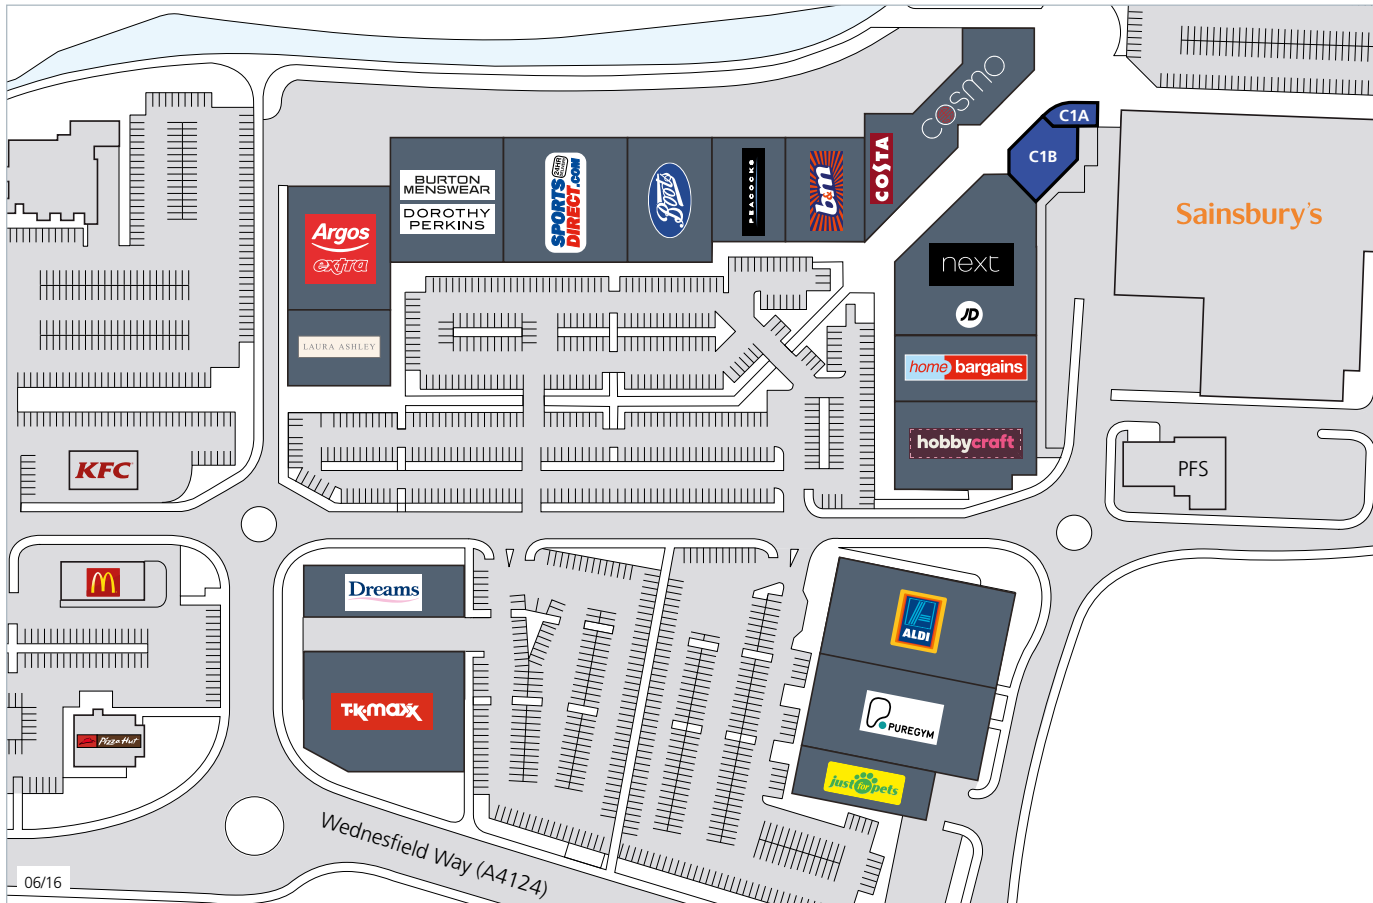 cosmo
C1A
C1B
Sainsbury's
COSTA
b&m
PEACOCKS
Boots
24HR
SPORTS
DIRECT.COM
BURTON
MENSWEAR
DOROTHY
PERKINS
Argos
extra
LAURA ASHLEY
next
JD
home bargains
hobbycraft
KFC
PFS
M
Dreams
ALDI
TK maxx
P.
PUREGYM
Pizza Hut
just for pets
Wednesfield Way (A4124)
06/16